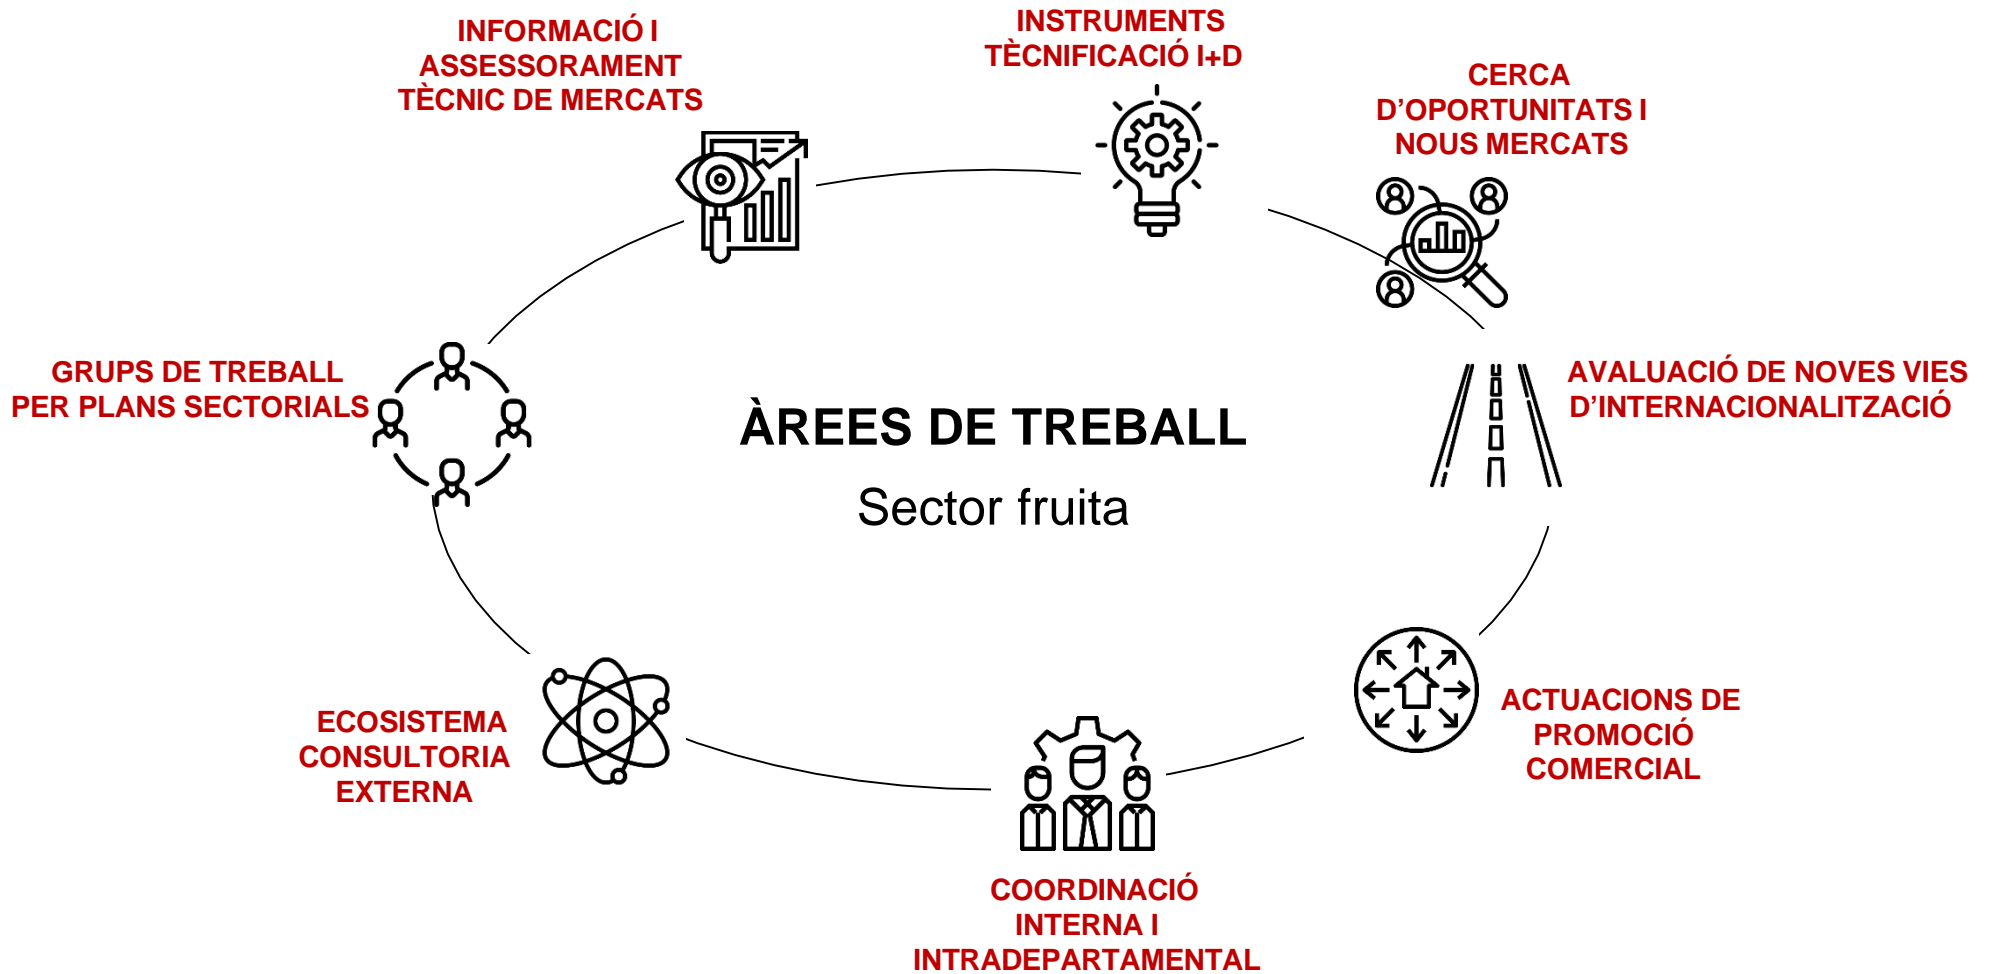 INFORMACIÓ I
ASSESSORAMENT
TÈCNIC DE MERCATS
INSTRUMENTS
TÈCNIFICACIÓ I+D
CERCA
D’OPORTUNITATS I
NOUS MERCATS
GRUPS DE TREBALL
PER PLANS SECTORIALS
ÀREES DE TREBALL
Sector fruita
AVALUACIÓ DE NOVES VIES
D’INTERNACIONALITZACIÓ
ECOSISTEMA
CONSULTORIA
EXTERNA
ACTUACIONS DE
PROMOCIÓ
COMERCIAL
COORDINACIÓ
INTERNA I
INTRADEPARTAMENTAL